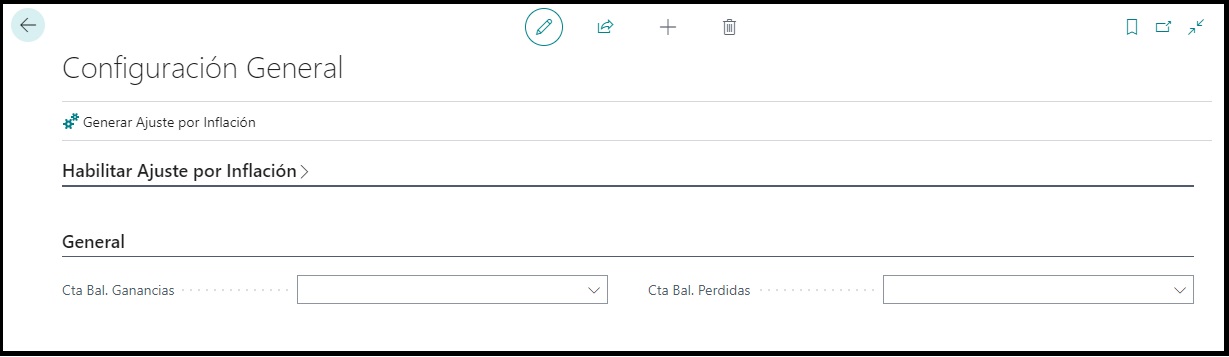 Configuración General
Generar Ajuste por Inflación
Habilitar Ajuste por Inflación
General
Cta Bal. Ganancias
Cta Bal. Perdidas